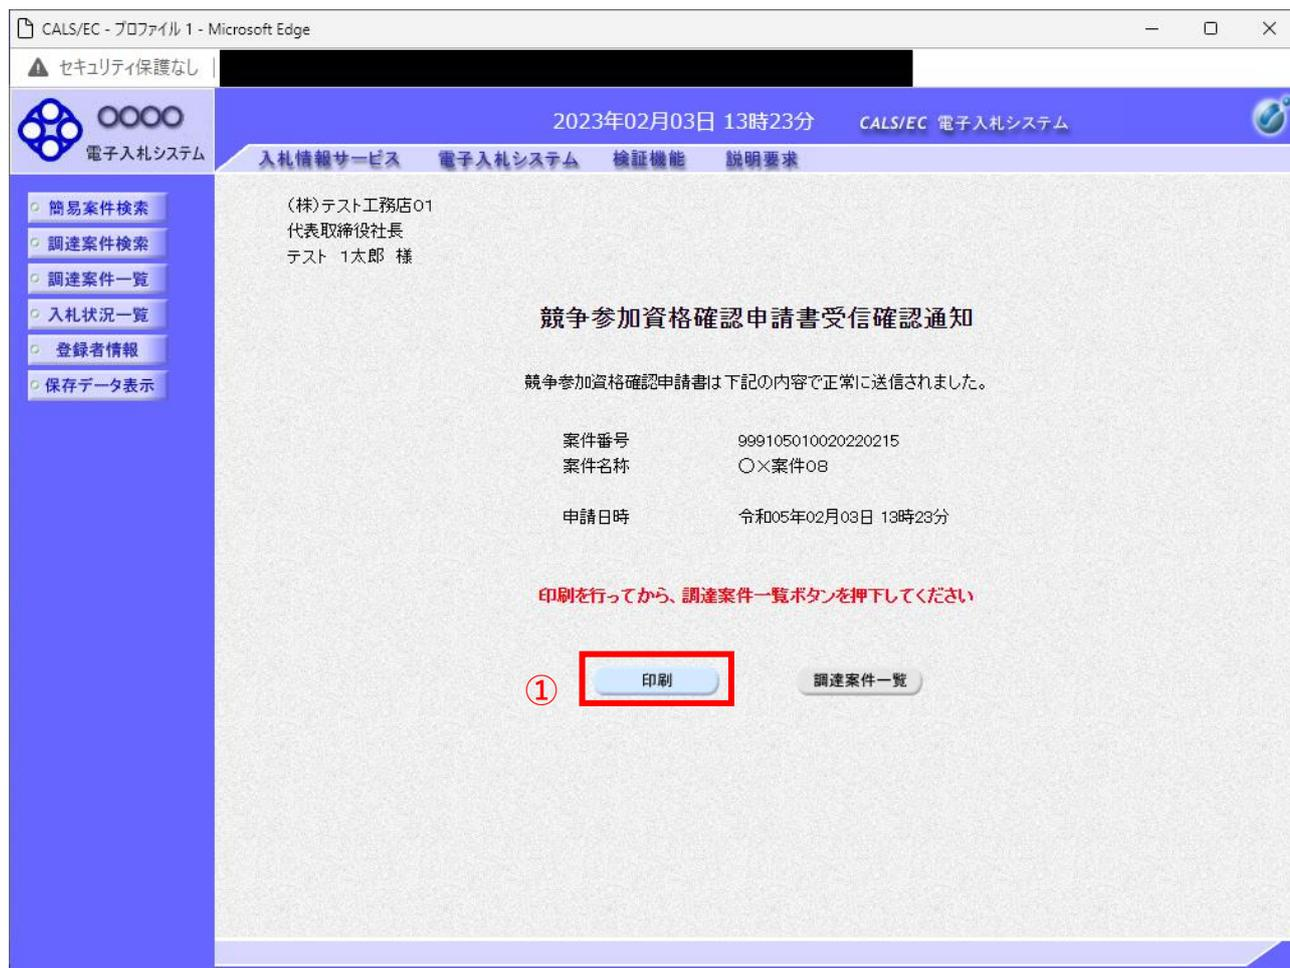 CALS/EC - プロファイル 1 - Microsoft Edge
セキュリティ保護なし
〇〇〇〇
電子入札システム
2023年02月03日 13時23分 CALS/EC 電子入札システム
入札情報サービス 電子入札システム 検証機能 説明要求
簡易案件検索
調達案件検索
調達案件一覧
入札状況一覧
登録者情報
保存データ表示
(株)テスト工務店01
代表取締役社長
テスト 1太郎 様
競争参加資格確認申請書受信確認通知
競争参加資格確認申請書は下記の内容で正常に送信されました。
案件番号 999105010020220215
案件名称 〇×案件08
申請日時 令和05年02月03日 13時23分
印刷を行ってから、調達案件一覧ボタンを押下してください
① 印刷 調達案件一覧